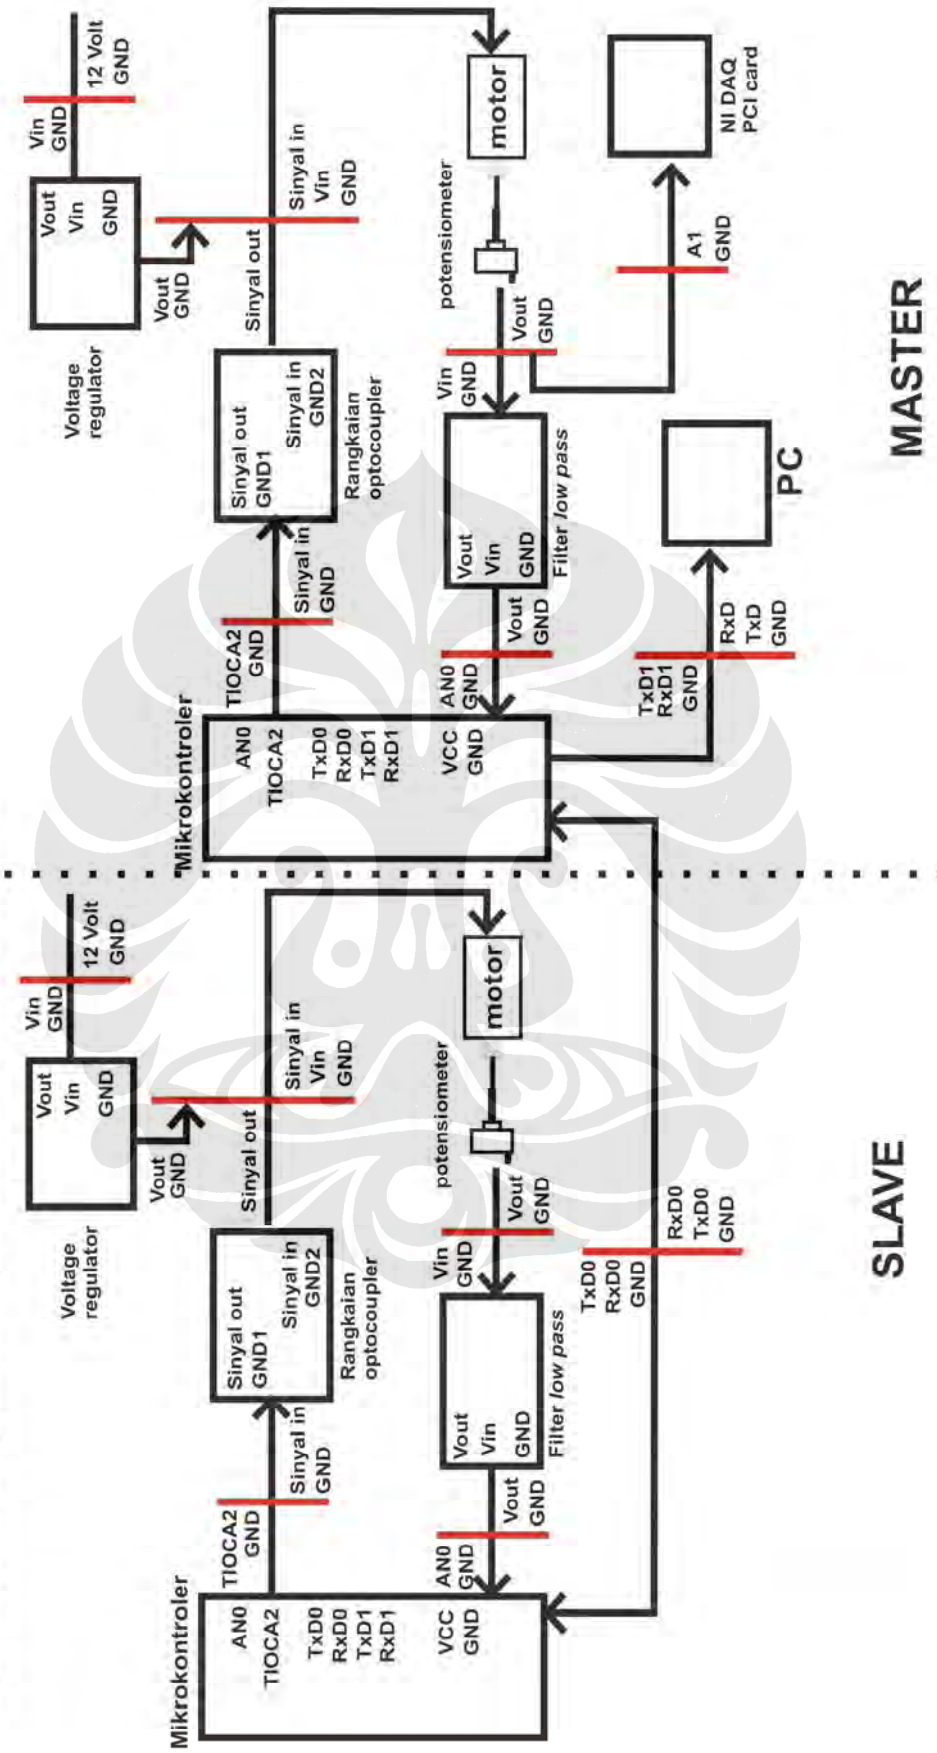 Mikrokontroler
AN0
TIOCA2
TxD0
RxD0
TxD1
RxD1
VCC
GND
TIOCA2
GND
Sinyal in
GND
Sinyal out
GND1
Sinyal in
GND2
Rangkaian
optocoupler
Voltage
regulator
Vout
Vin
GND
Vout
GND
Vin
GND
12 Volt
GND
Sinyal out
Sinyal in
Vin
GND
motor
potensiometer
Vin
GND
Vout
GND
Vout
Vin
GND
Filter low pass
AN0
GND
Vout
GND
TxD0
RxD0
GND
RxD0
TxD0
GND
SLAVE
Mikrokontroler
AN0
TIOCA2
TxD0
RxD0
TxD1
RxD1
VCC
GND
TIOCA2
GND
Sinyal in
GND
Sinyal out
GND1
Sinyal in
GND2
Rangkaian
optocoupler
Voltage
regulator
Vout
Vin
GND
Vout
GND
Vin
GND
12 Volt
GND
Sinyal out
Sinyal in
Vin
GND
motor
potensiometer
Vin
GND
Vout
GND
Vout
Vin
GND
Filter low pass
AN0
GND
Vout
GND
TxD1
RxD1
GND
RxD
TxD
GND
PC
A1
GND
NI DAQ
PCI card
MASTER